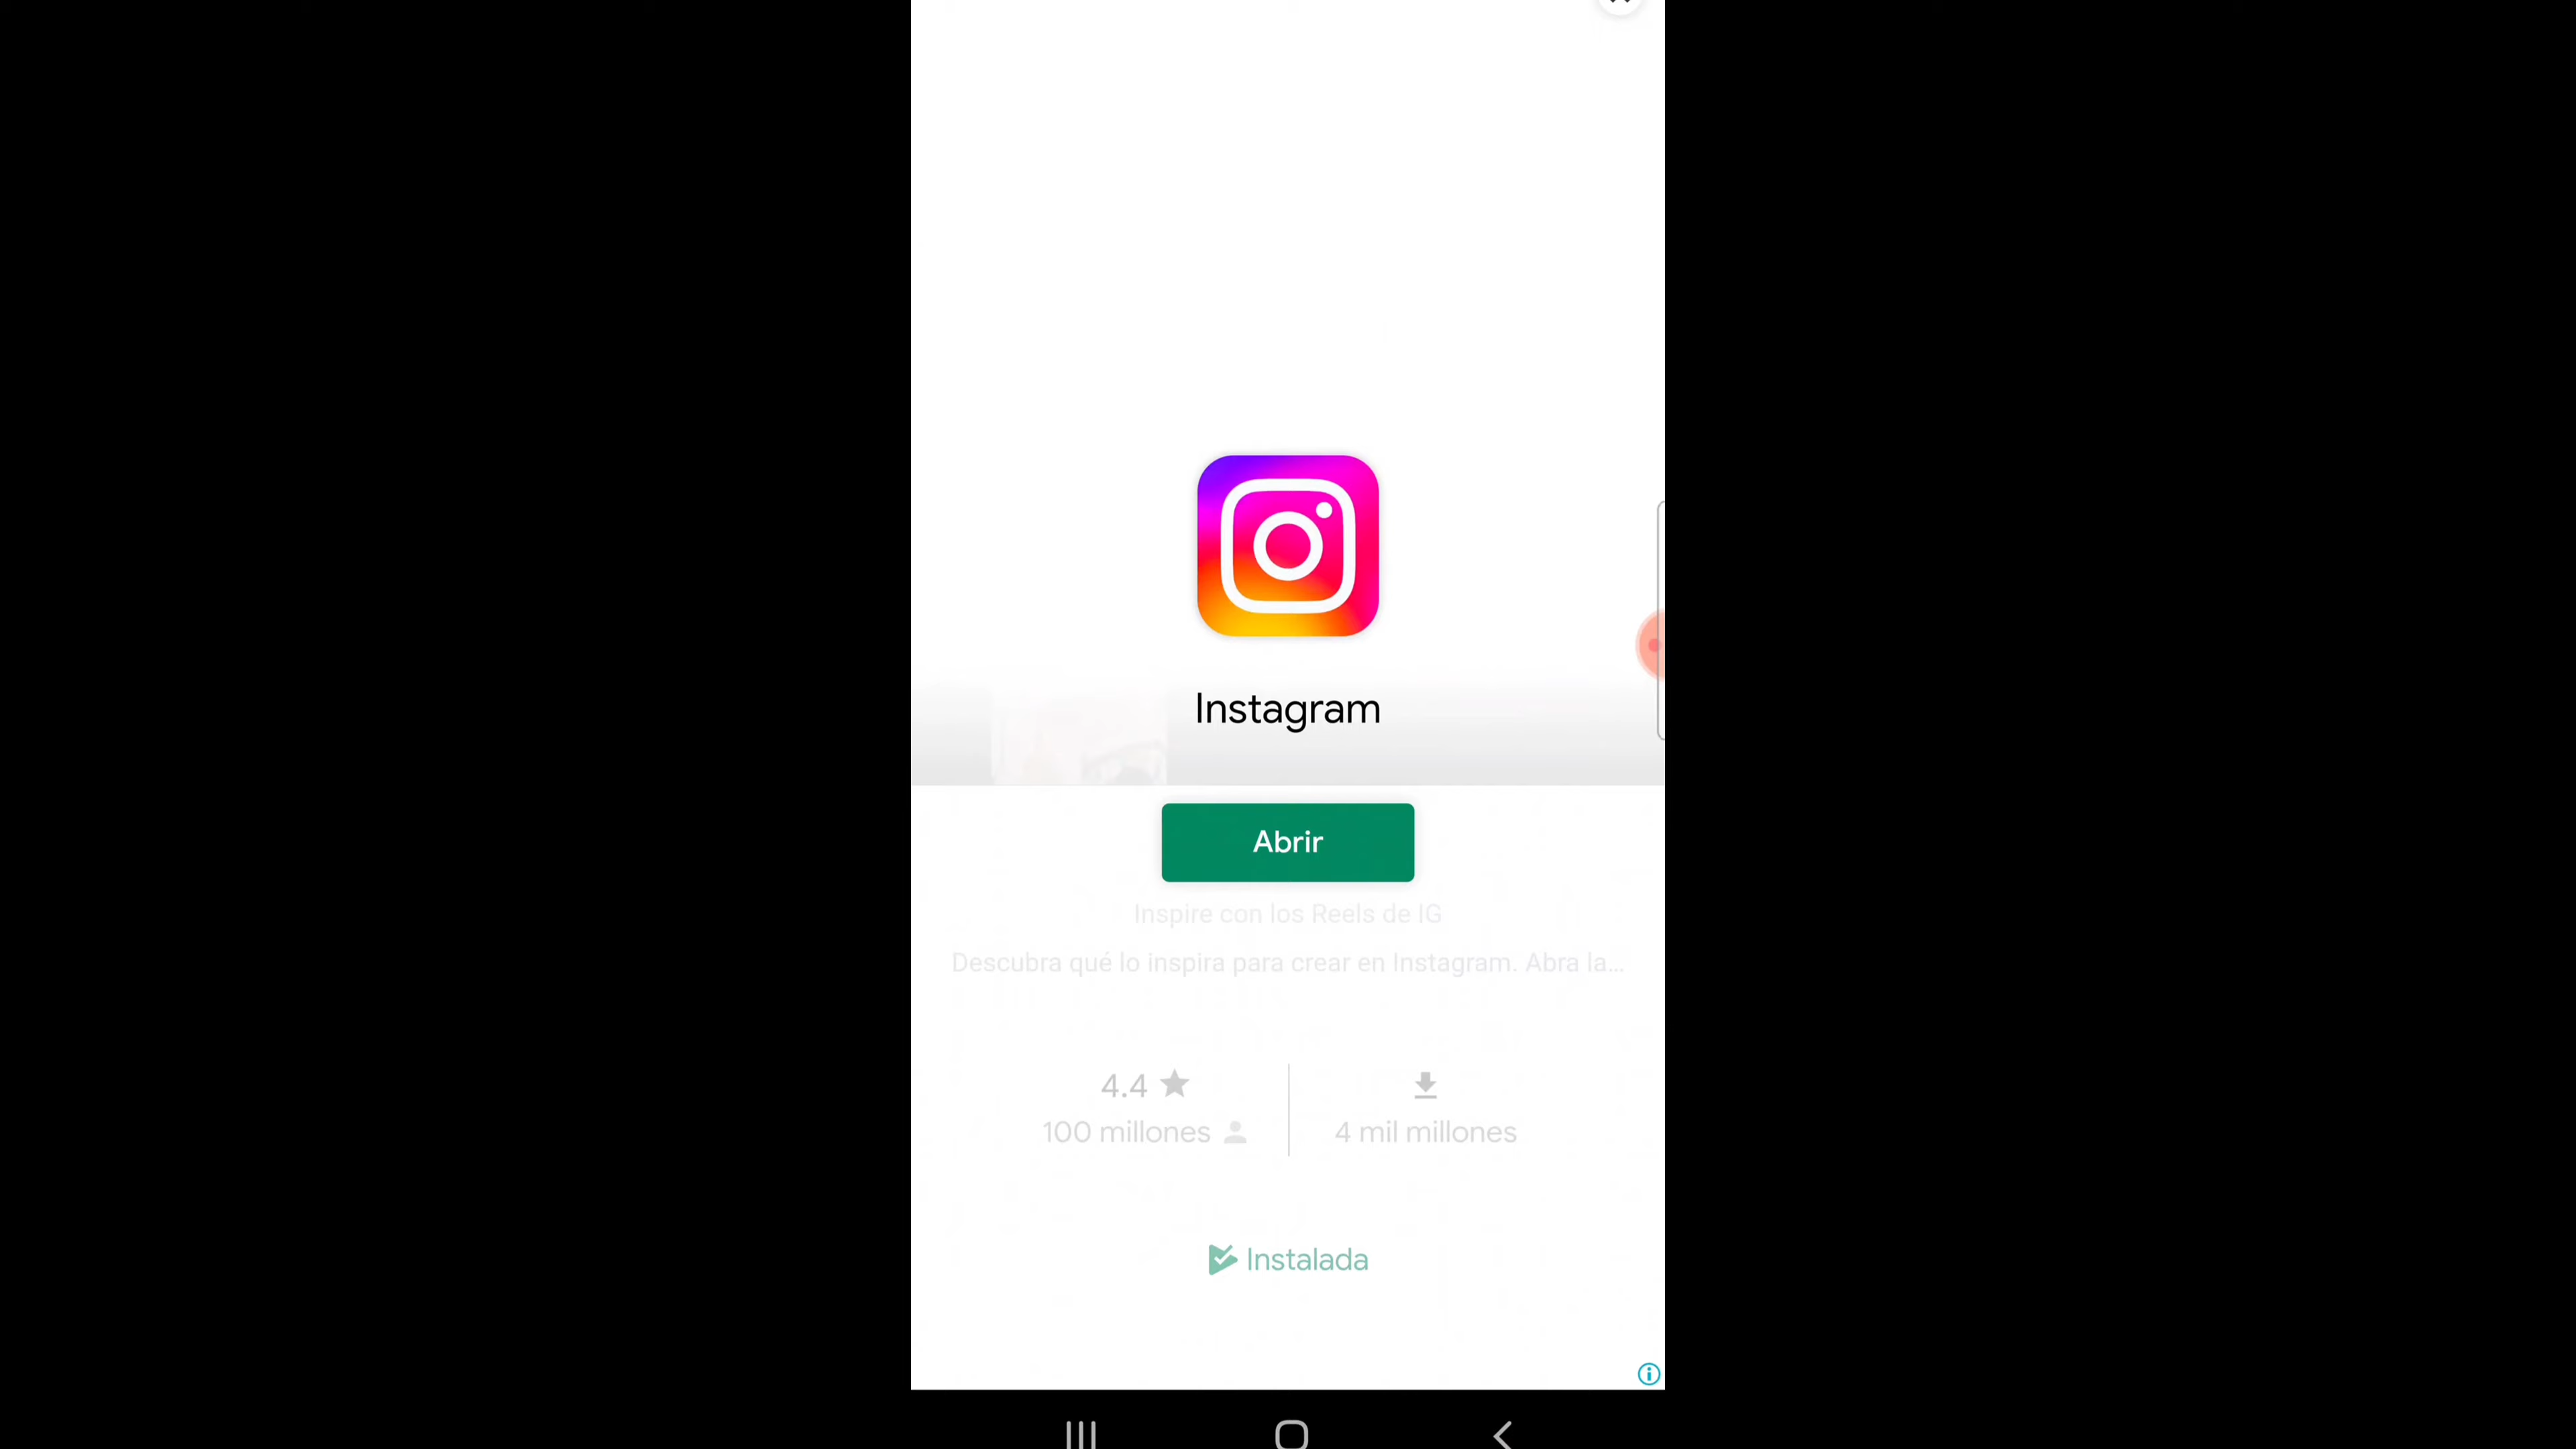 Instagram
Abrir
Inspire con los Reels de IG
Descubra qué lo inspira para crear en Instagram. Abra la...
4.4
100 millones
4 mil millones
Instalada